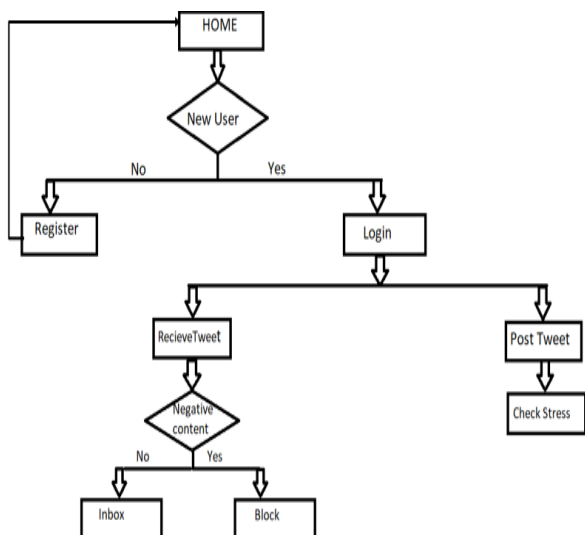 HOME
New User
No
Yes
Register
Login
RecieveTweet
Post Tweet
Negative
content
Check Stress
No
Yes
Inbox
Block